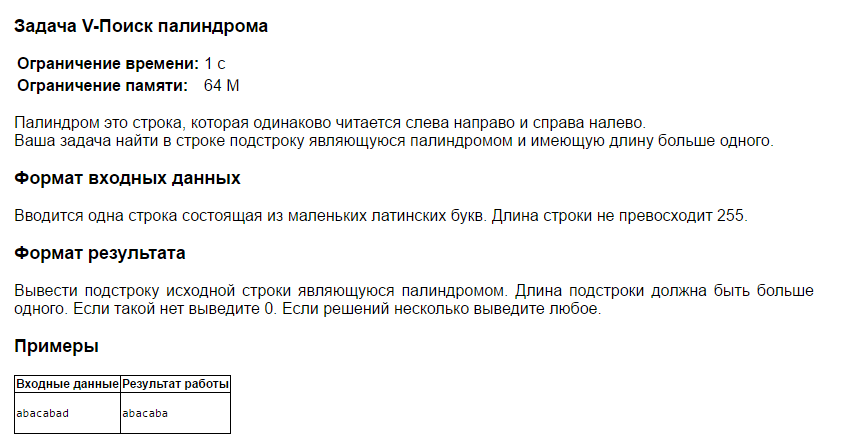 Задача V-Поиск палиндрома
Ограничение времени: 1 с
Ограничение памяти: 64 M
Палиндром это строка, которая одинаково читается слева направо и справа налево.
Ваша задача найти в строке подстроку являющуюся палиндромом и имеющую длину больше одного.
Формат входных данных
Вводится одна строка состоящая из маленьких латинских букв. Длина строки не превосходит 255.
Формат результата
Вывести подстроку исходной строки являющуюся палиндромом. Длина подстроки должна быть больше
одного. Если такой нет выведите 0. Если решений несколько выведите любое.
Примеры
Входные данные Результат работы
abacabad abacaba